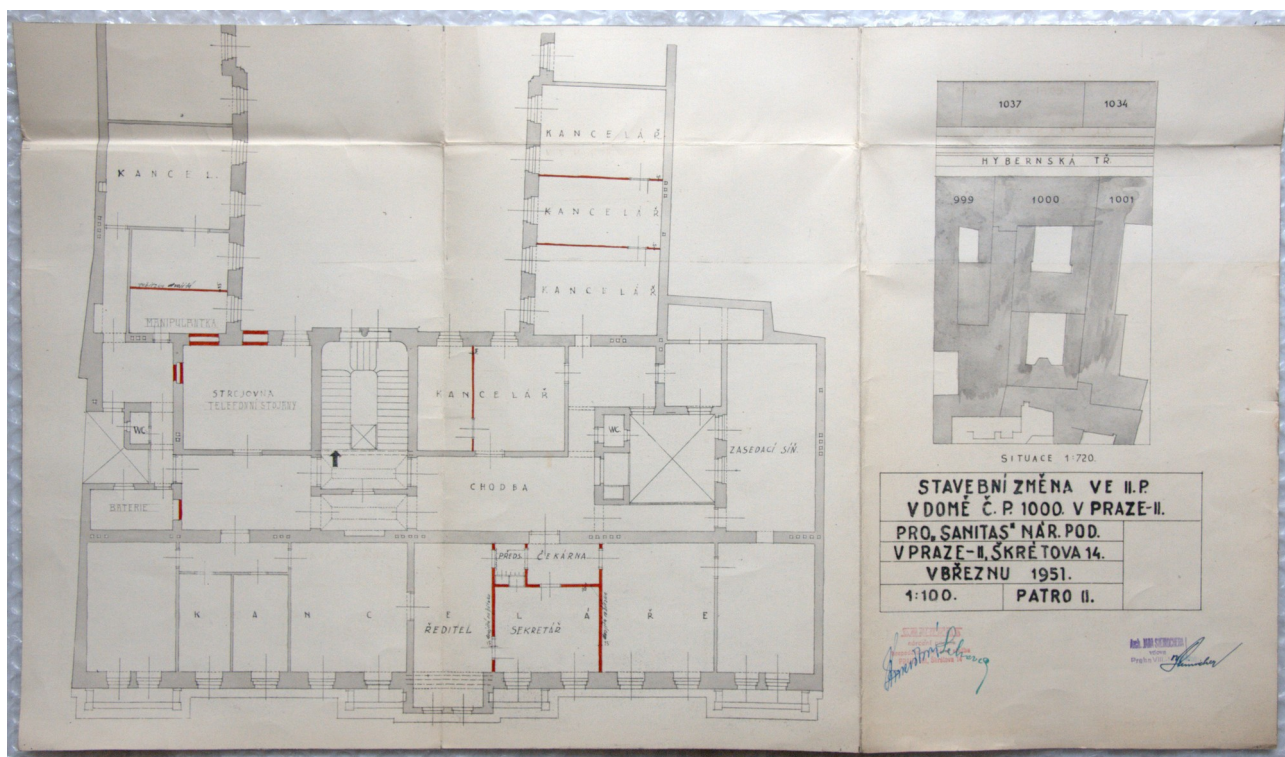 KANCELÁŘ
KANCEL.
KANCELÁŘ
KANCELÁŘ
MANIPULANTKA
STROJOVNA
TELEFONNÍ STOJANY
KANCELÁŘ
WC
WC
ZASEDACÍ SÍŇ.
CHODBA
BATERIE
PŘEDS.
ČEKÁRNA
KANCELÁŘE
ŘEDITEL
SEKRETÁŘ
1037
1034
HYBERNSKÁ TŘ.
999
1000
1001
SITUACE 1:720.
STAVEBNÍ ZMĚNA VE II.P.
V DOMĚ Č.P. 1000. V PRAZE-II.
PRO „SANITAS" NÁR. POD.
V PRAZE-II, ŠKRÉTOVA 14.
V BŘEZNU 1951.
1:100.
PATRO II.